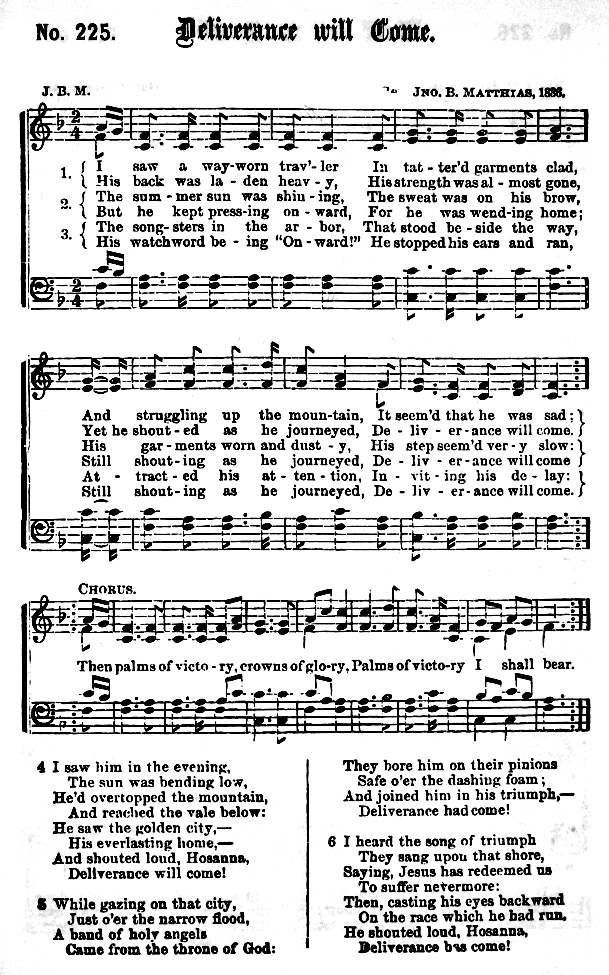 No. 225. Deliverance will Come.
J. B. M. JNO. B. MATTHIAS, 1836.
1. { I saw a way-worn trav'-ler In tat-ter'd garments clad,
His back was la-den heav-y, His strength was al-most gone,
2. { The sum-mer sun was shin-ing, The sweat was on his brow,
But he kept press-ing on-ward, For he was wending home;
3. { The song-sters in the ar-bor, That stood be-side the way,
His watchword be-ing "On-ward!" He stopped his ears and ran,
And struggling up the moun-tain, It seem'd that he was sad; }
Yet he shout-ed as he journeyed, De-liv-er-ance will come. }
His gar-ments worn and dust-y, His step seem'd ver-y slow: }
Still shout-ing as he journeyed, De-liv-er-ance will come }
At-tract-ed his at-ten-tion, In-vit-ing his de-lay: }
Still shout-ing as he journeyed, De-liv-er-ance will come. }
CHORUS.
Then palms of victo-ry, crowns of glo-ry, Palms of victo-ry I shall bear.
4 I saw him in the evening,
The sun was bending low,
He'd overtopped the mountain,
And reached the vale below:
He saw the golden city,—
His everlasting home,—
And shouted loud, Hosanna,
Deliverance will come!
5 While gazing on that city,
Just o'er the narrow flood,
A band of holy angels
Came from the throne of God:
They bore him on their pinions
Safe o'er the dashing foam;
And joined him in his triumph,—
Deliverance had come!
6 I heard the song of triumph
They sang upon that shore,
Saying, Jesus has redeemed us
To suffer nevermore:
Then, casting his eyes backward
On the race which he had run,
He shouted loud, Hosanna,
Deliverance has come!